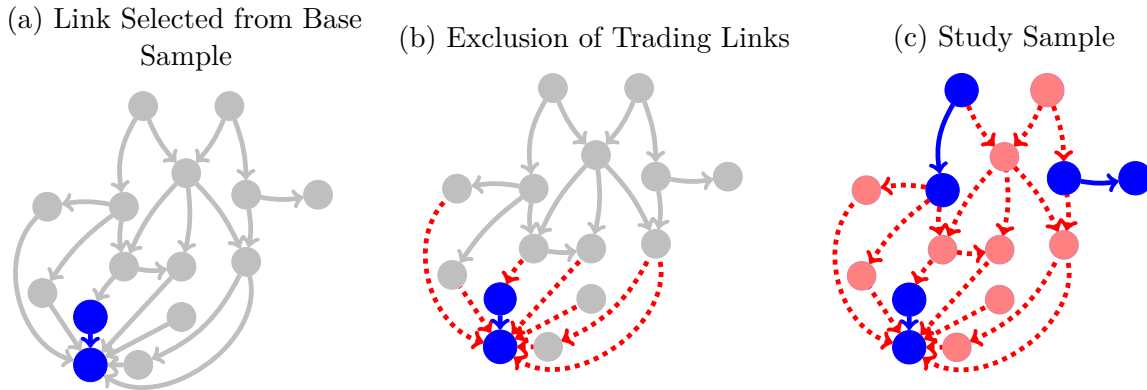 (a) Link Selected from Base
Sample
(b) Exclusion of Trading Links
(c) Study Sample